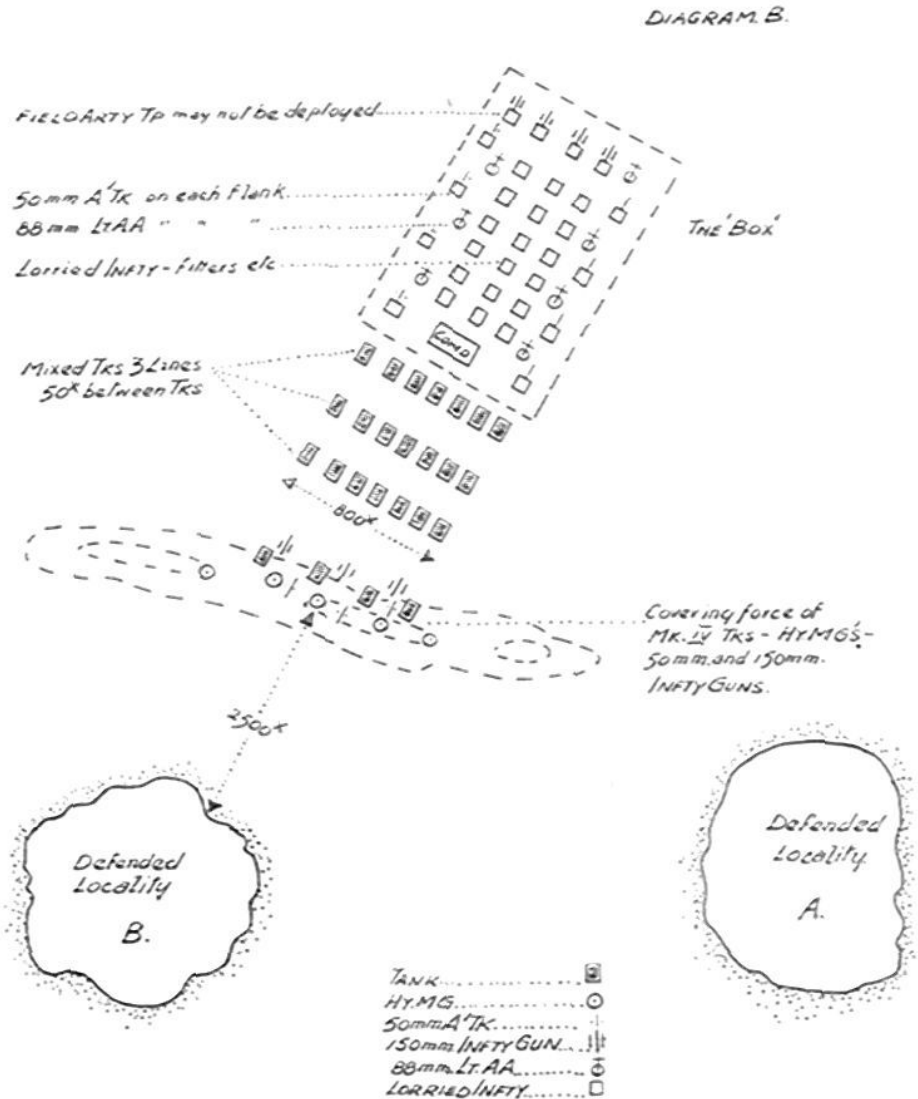 DIAGRAM. B.
FIELD ARTY TP may not be deployed
50mm A'TK on each flank
88mm LT.AA " " "
Lorried INFTY - fitters etc
THE 'BOX'
COMD
Mixed TKS 3 Lines
50x between TKS
800x
Covering force of
MK. IV TKS - HY.MG'S -
50mm. and 150mm.
INFTY GUNS.
2500x
Defended
Locality
B.
Defended
Locality
A.
TANK
HY.MG
50mm A'TK
150mm. INFTY GUN
88mm. LT. AA
LORRIED INFTY